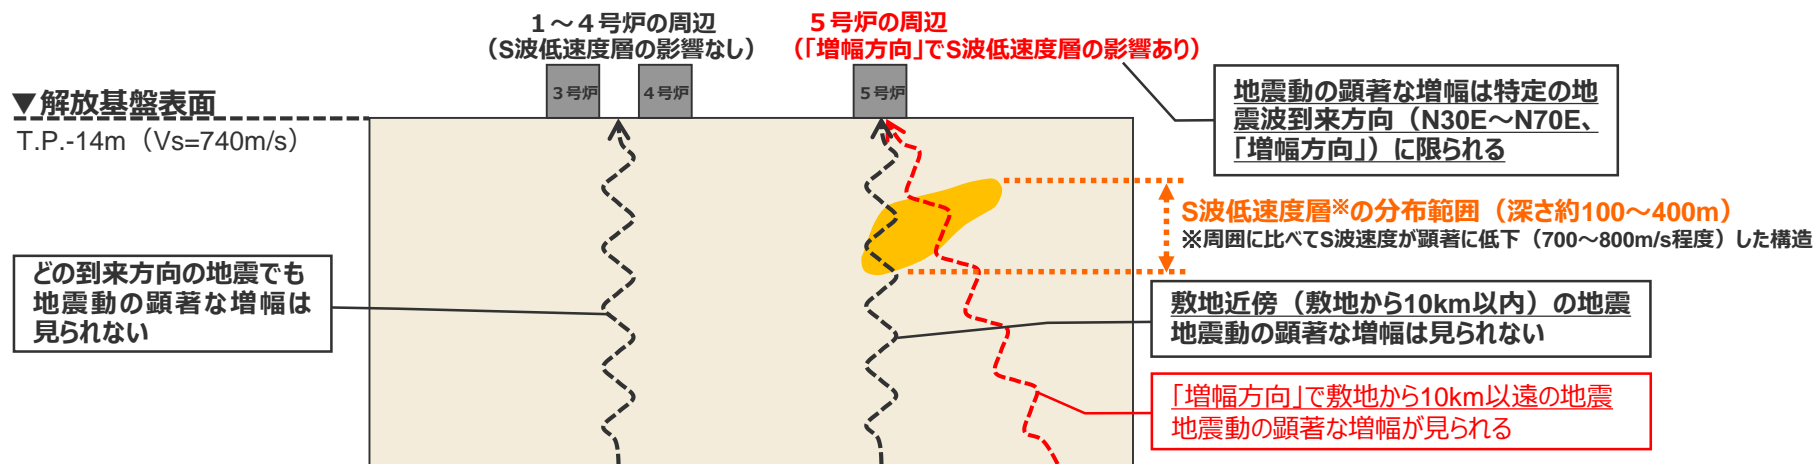 1～4号炉の周辺
（S波低速度層の影響なし）
5号炉の周辺
（「増幅方向」でS波低速度層の影響あり）
3号炉
4号炉
5号炉
▼解放基盤表面
T.P.-14m（Vs=740m/s）
地震動の顕著な増幅は特定の地
震波到来方向（N30E～N70E、
「増幅方向」）に限られる
S波低速度層※の分布範囲（深さ約100～400m）
※周囲に比べてS波速度が顕著に低下（700～800m/s程度）した構造
どの到来方向の地震でも
地震動の顕著な増幅は
見られない
敷地近傍（敷地から10km以内）の地震
地震動の顕著な増幅は見られない
「増幅方向」で敷地から10km以遠の地震
地震動の顕著な増幅が見られる